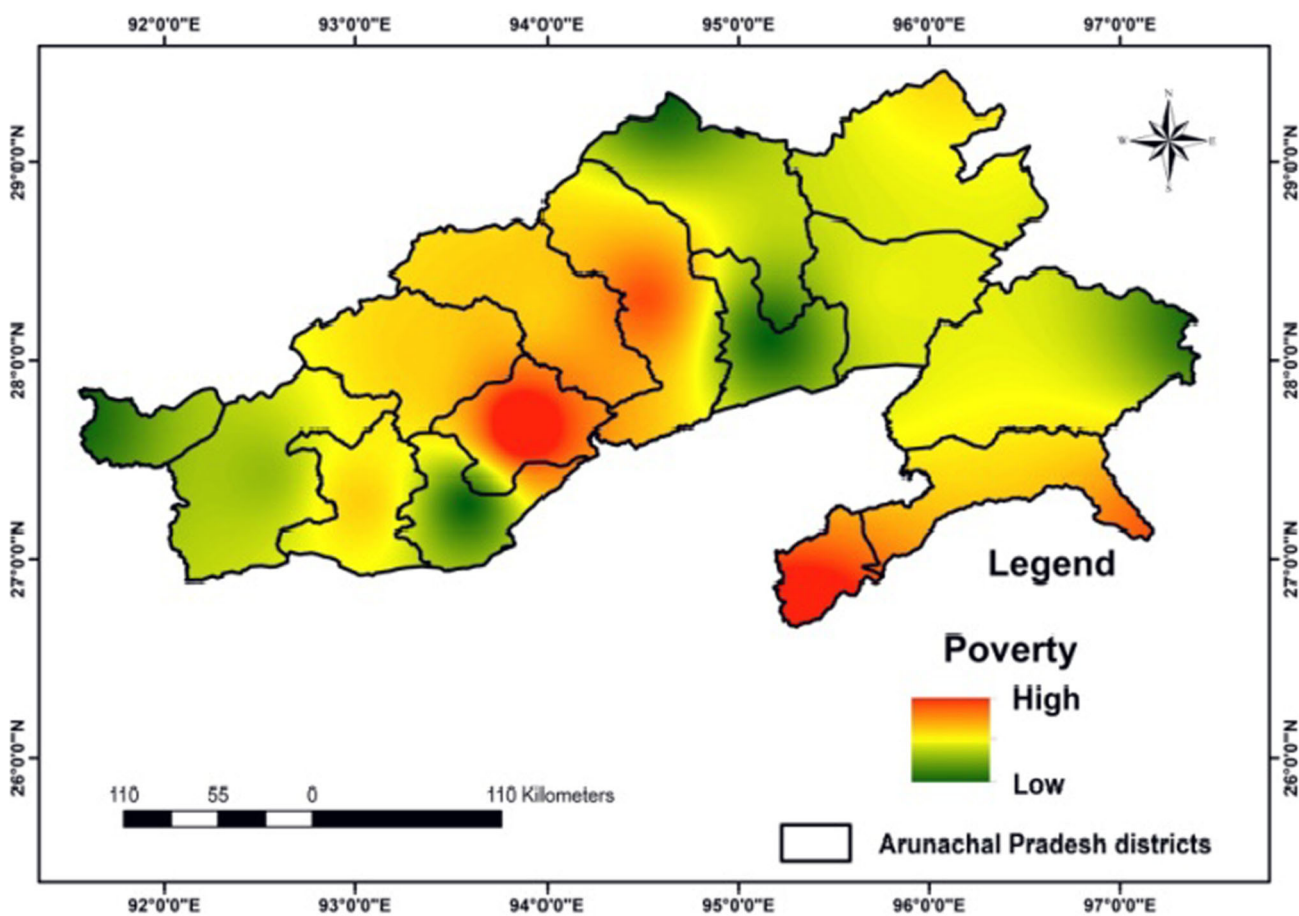 92°0'0"E 93°0'0"E 94°0'0"E 95°0'0"E 96°0'0"E 97°0'0"E
N
W E
S
29°0'0"N 29°0'0"N
28°0'0"N 28°0'0"N
27°0'0"N 27°0'0"N
26°0'0"N 26°0'0"N
Legend
Poverty
High
Low
110 55 0 110 Kilometers
Arunachal Pradesh districts
92°0'0"E 93°0'0"E 94°0'0"E 95°0'0"E 96°0'0"E 97°0'0"E